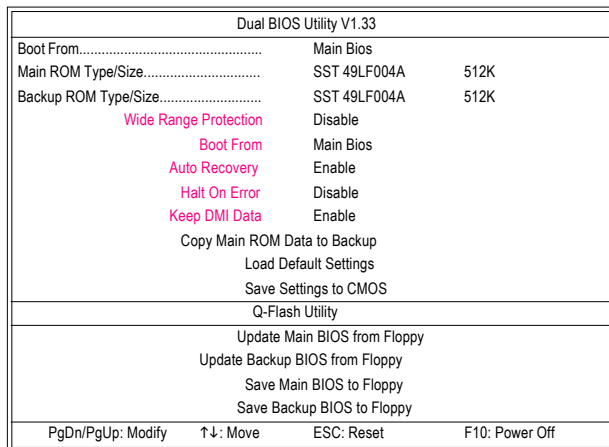 Dual BIOS Utility V1.33
Boot From................................................ Main Bios
Main ROM Type/Size............................... SST 49LF004A 512K
Backup ROM Type/Size........................... SST 49LF004A 512K
Wide Range Protection Disable
Boot From Main Bios
Auto Recovery Enable
Halt On Error Disable
Keep DMI Data Enable
Copy Main ROM Data to Backup
Load Default Settings
Save Settings to CMOS
Q-Flash Utility
Update Main BIOS from Floppy
Update Backup BIOS from Floppy
Save Main BIOS to Floppy
Save Backup BIOS to Floppy
PgDn/PgUp: Modify ↑↓: Move ESC: Reset F10: Power Off